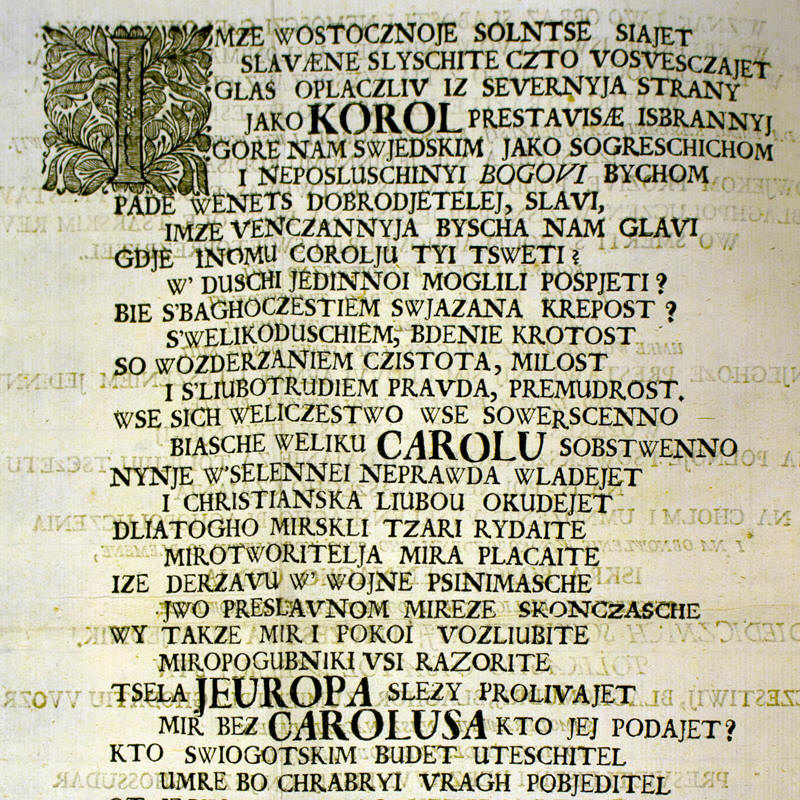 IMZE WOSTOCZNOJE SOLNTSE SIAJET
SLAVÆNE SLYSCHITE CZTO VOSVESCZAJET
GLAS OPLACZLIV IZ SEVERNYJA STRANY
JAKO KOROL PRESTAVISÆ ISBRANNYJ
GORE NAM SWJEDSKIM JAKO SOGRESCHICHOM
I NEPOSLUSCHINYI BOGOVI BYCHOM
PADE WENETS DOBRODJETELEJ, SLAVI,
IMZE VENCZANNYJA BYSCHA NAM GLAVI
GDJE INOMU COROLJU TYI TSWETI?
W' DUSCHI JEDINNOI MOGLILI POSPJETI?
BIE S'BAGHOCZESTIEM SWJAZANA KREPOST?
S'WELIKODUSCHIEM, BDENIE KROTOST
SO WOZDERZANIEM CZISTOTA, MILOST
I S'LIUBOTRUDIEM PRAVDA, PREMUDROST.
WSE SICH WELICZESTWO WSE SOWERSCENNO
BIASCHE WELIKU CAROLU SOBSTWENNO
NYNJE W'SELENNEI NEPRAWDA WLADEJET
I CHRISTIANSKA LIUBOU OKUDEJET
DLIATOGHO MIRSKLI TZARI RYDAITE
MIROTWORITELJA MIRA PLACAITE
IZE DERZAVU W' WOJNE PSINIMASCHE
JWO PRESLAVNOM MIREZE SKONCZASCHE
WY TAKZE MIR I POKOI VOZLIUBITE
MIROPOGUBNIKI VSI RAZORITE
TSELA JEUROPA SLEZY PROLIVAJET
MIR BEZ CAROLUSA KTO JEJ PODAJET?
KTO SWIOGOTSKIM BUDET UTESCHITEL
UMRE BO CHRABRYI VRAGH POBJEDITEL